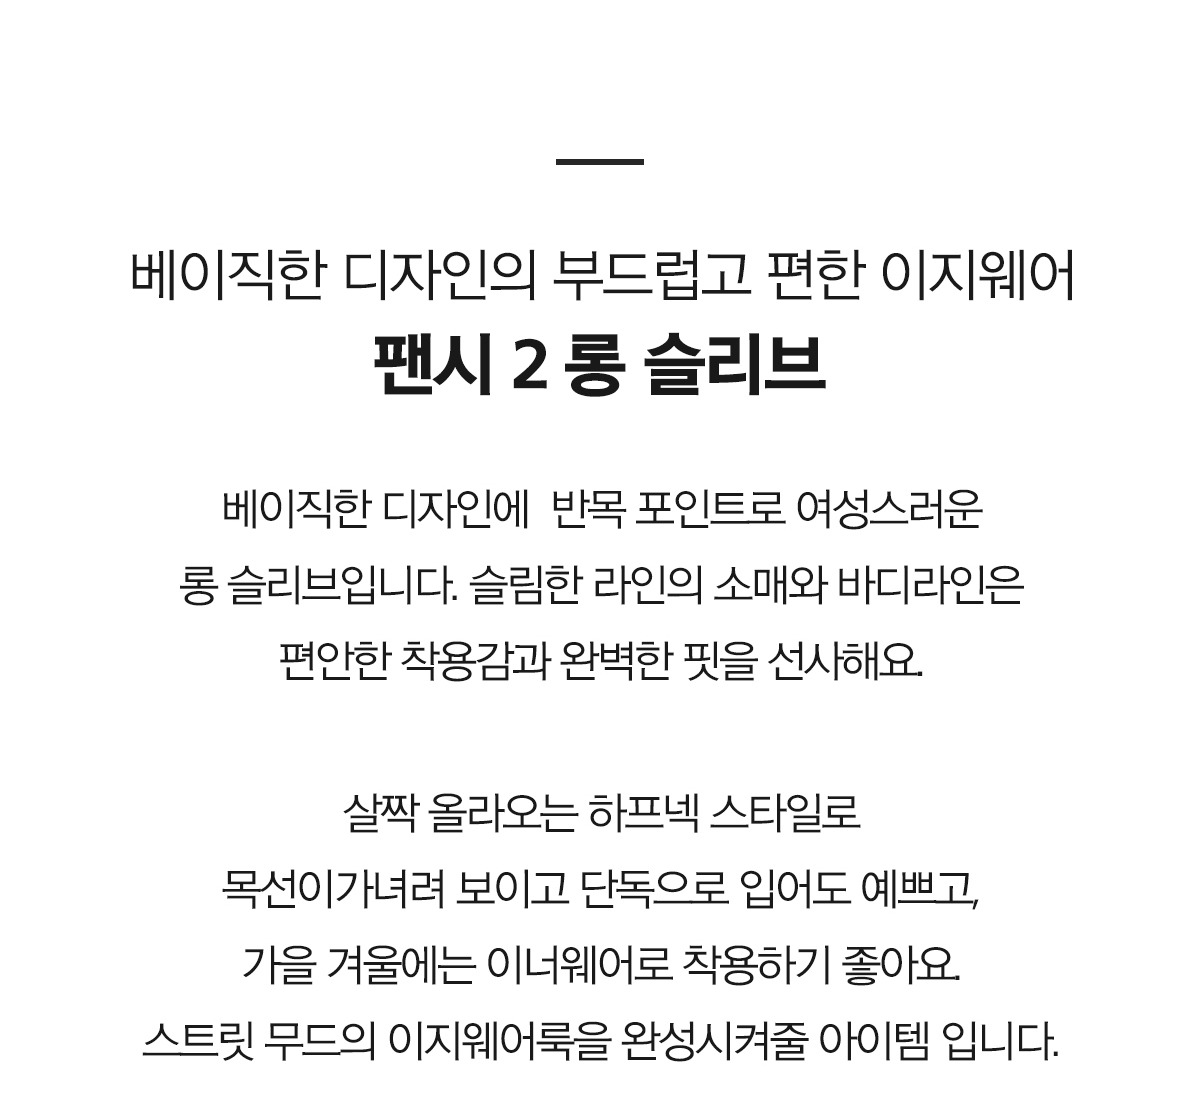 베이직한 디자인의 부드럽고 편한 이지웨어
팬시 2 롱 슬리브
베이직한 디자인에 반목 포인트로 여성스러운
롱 슬리브입니다. 슬림한 라인의 소매와 바디라인은
편안한 착용감과 완벽한 핏을 선사해요.
살짝 올라오는 하프넥 스타일로
목선이가녀려 보이고 단독으로 입어도 예쁘고,
가을 겨울에는 이너웨어로 착용하기 좋아요.
스트릿 무드의 이지웨어룩을 완성시켜줄 아이템 입니다.